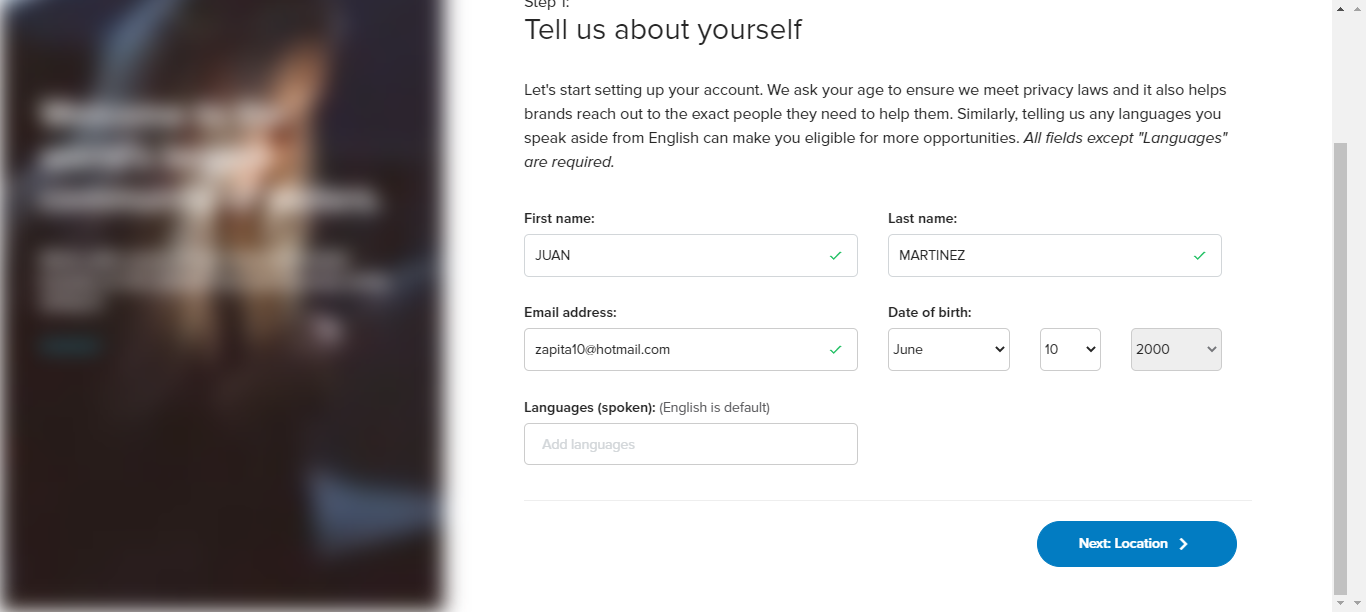 Step 1:
Tell us about yourself
Let's start setting up your account. We ask your age to ensure we meet privacy laws and it also helps
brands reach out to the exact people they need to help them. Similarly, telling us any languages you
speak aside from English can make you eligible for more opportunities. All fields except "Languages"
are required.
First name:
Last name:
JUAN
MARTINEZ
Email address:
Date of birth:
zapita10@hotmail.com
June
10
2000
Languages (spoken): (English is default)
Add languages
Next: Location